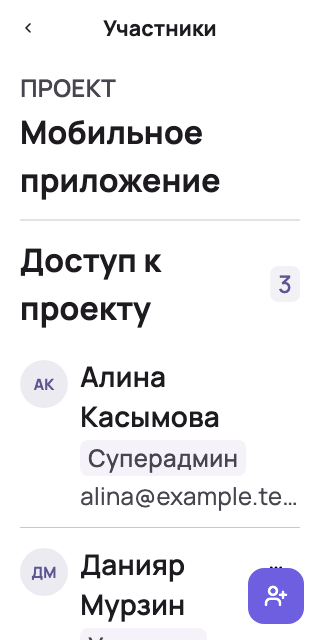 Участники
ПРОЕКТ
Мобильное
приложение
Доступ к
проекту
3
АК
Алина
Касымова
Суперадмин
alina@example.te…
ДМ
Данияр
Мурзин